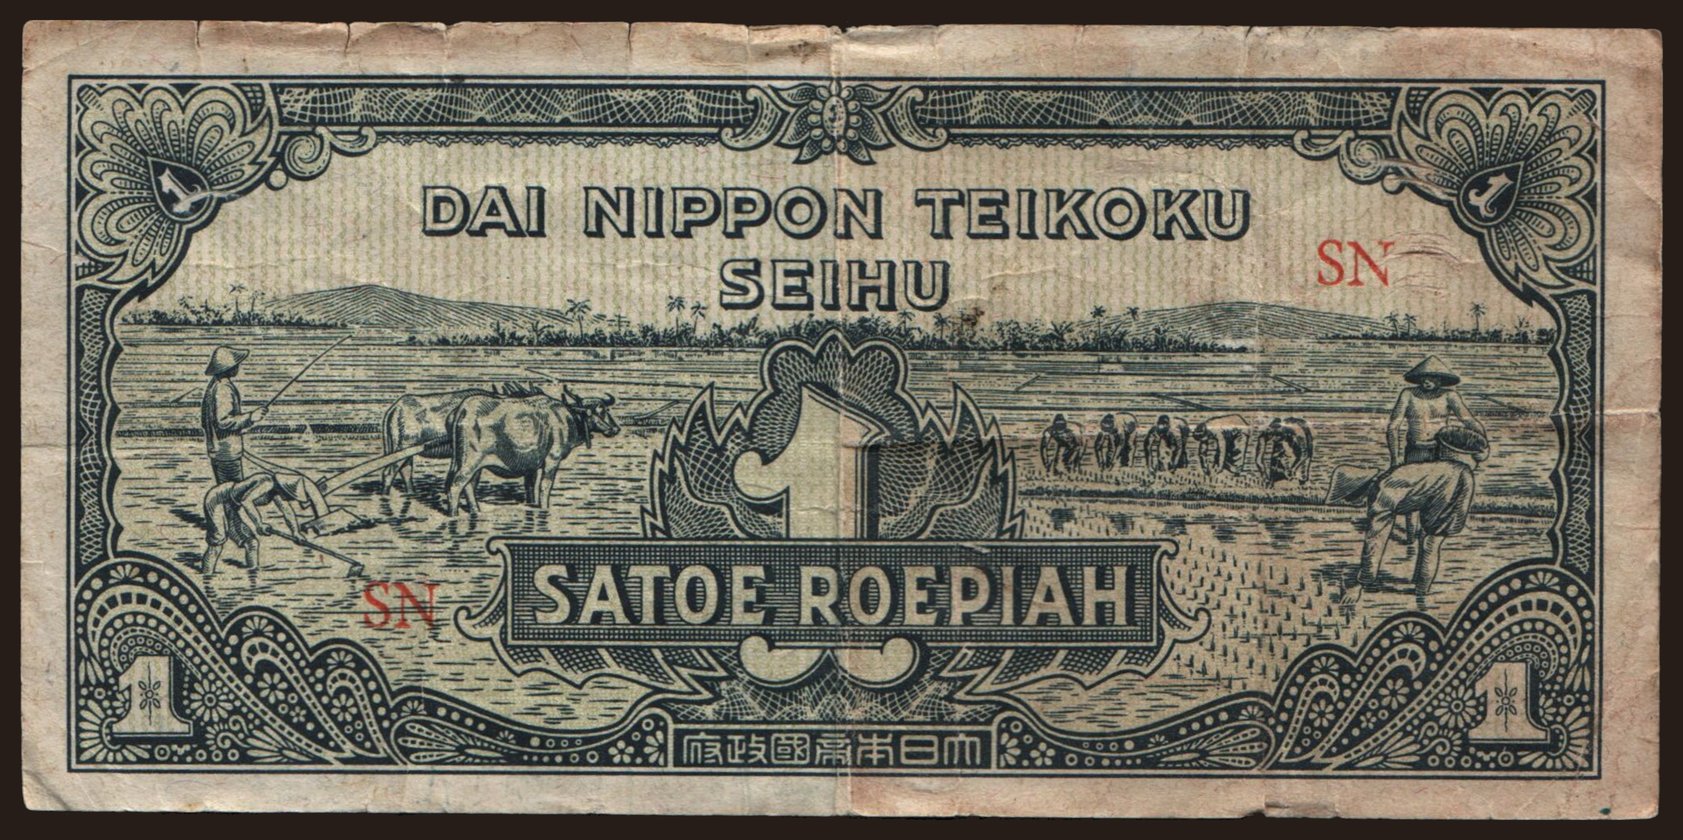 1 1
DAI NIPPON TEIKOKU
SEIHU
SN
1
SATOE ROEPIAH
SN
1 1
府政國帝本日大